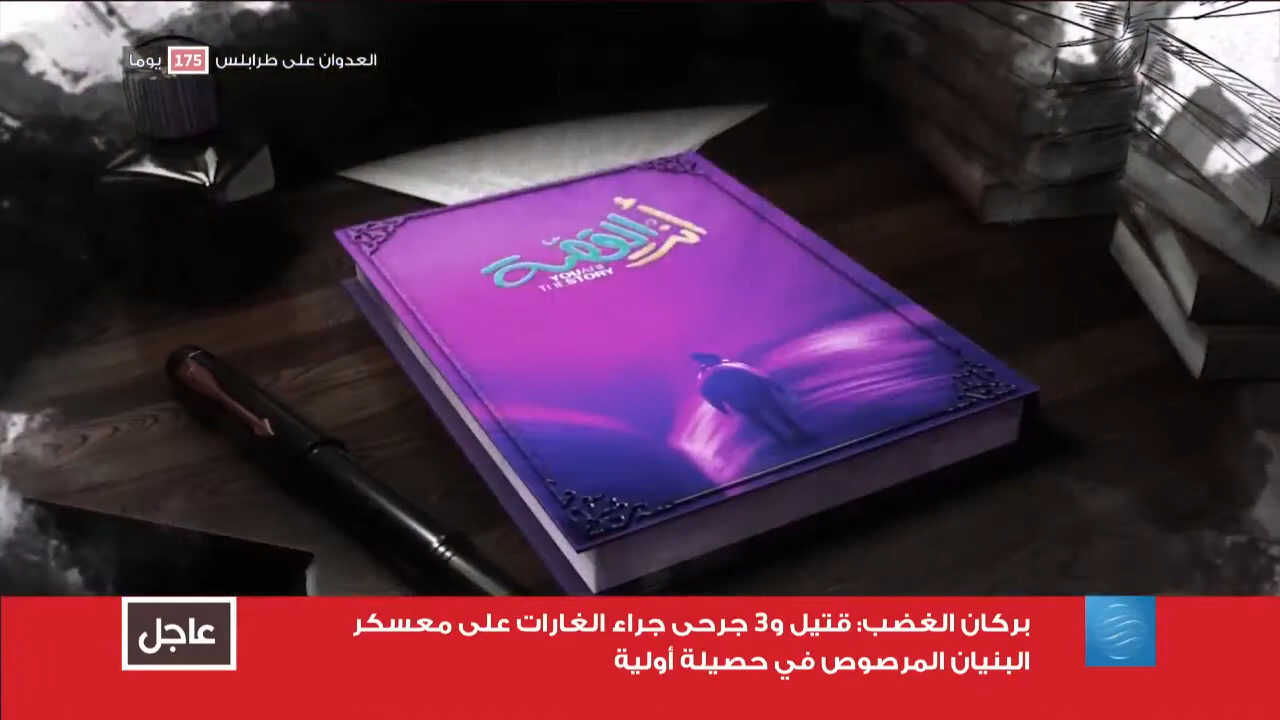 العدوان على طرابلس 175 يوما
أنت القصة
YOU ARE
THE STORY
عاجل
بركان الغضب: قتيل و3 جرحى جراء الغارات على معسكر
البنيان المرصوص في حصيلة أولية